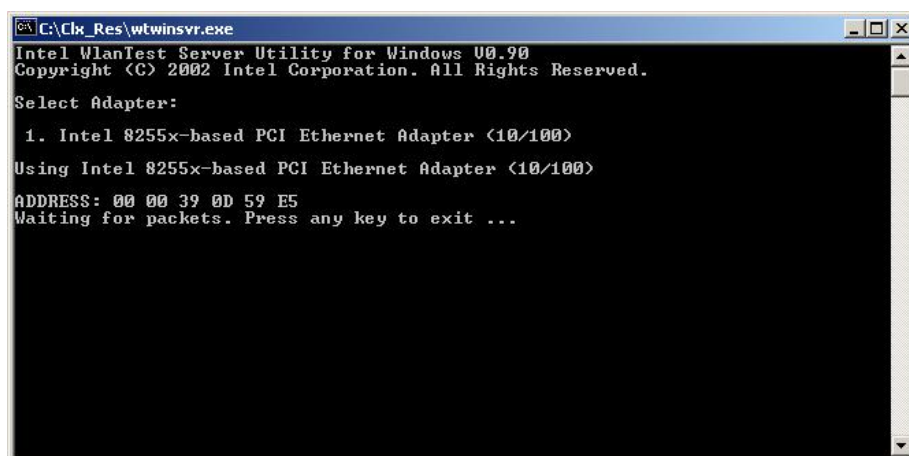 C:\Clx_Res\wtwinsvr.exe
Intel WlanTest Server Utility for Windows V0.90
Copyright (C) 2002 Intel Corporation. All Rights Reserved.
Select Adapter:
1. Intel 8255x-based PCI Ethernet Adapter (10/100)
Using Intel 8255x-based PCI Ethernet Adapter (10/100)
ADDRESS: 00 00 39 0D 59 E5
Waiting for packets. Press any key to exit ...